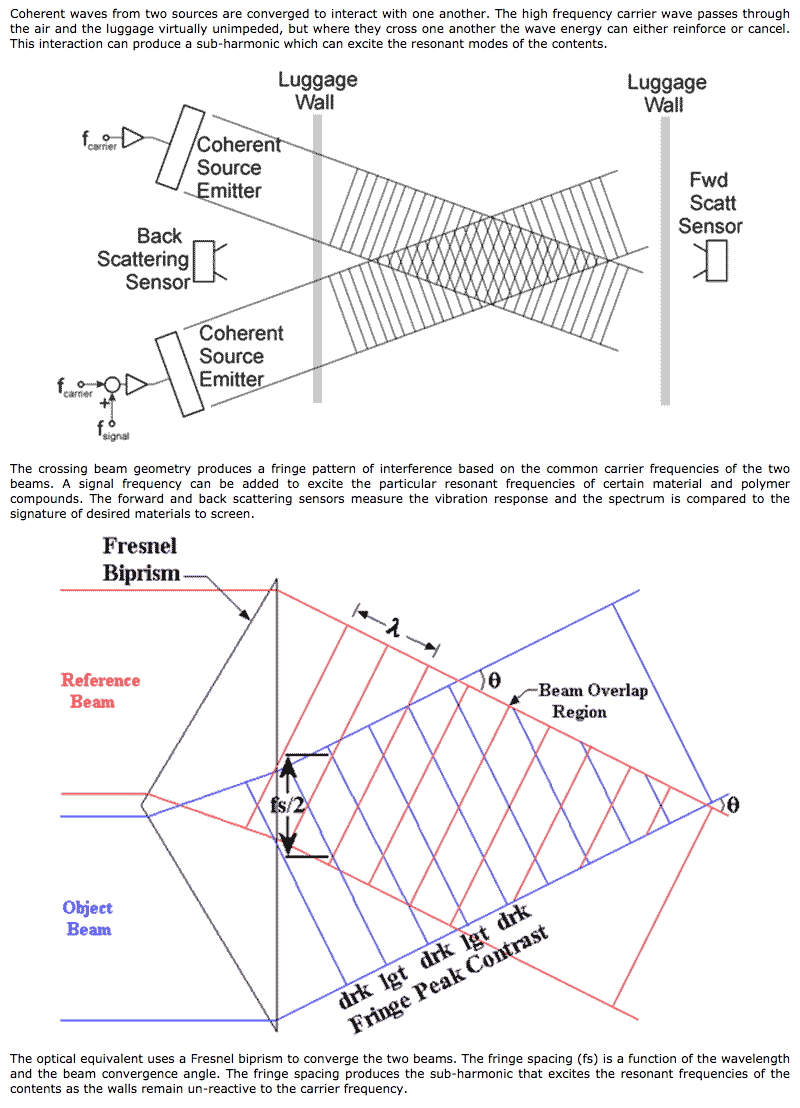 Coherent waves from two sources are converged to interact with one another. The high frequency carrier wave passes through
the air and the luggage virtually unimpeded, but where they cross one another the wave energy can either reinforce or cancel.
This interaction can produce a sub-harmonic which can excite the resonant modes of the contents.
Luggage
Wall
Luggage
Wall
f carrier
Coherent
Source
Emitter
Fwd
Scatt
Sensor
Back
Scattering
Sensor
Coherent
Source
Emitter
f carrier
+
f signal
The crossing beam geometry produces a fringe pattern of interference based on the common carrier frequencies of the two
beams. A signal frequency can be added to excite the particular resonant frequencies of certain material and polymer
compounds. The forward and back scattering sensors measure the vibration response and the spectrum is compared to the
signature of desired materials to screen.
Fresnel
Biprism
λ
Reference
Beam
θ
Beam Overlap
Region
fs/2
θ
Object
Beam
drk lgt drk lgt drk
Fringe Peak Contrast
The optical equivalent uses a Fresnel biprism to converge the two beams. The fringe spacing (fs) is a function of the wavelength
and the beam convergence angle. The fringe spacing produces the sub-harmonic that excites the resonant frequencies of the
contents as the walls remain un-reactive to the carrier frequency.